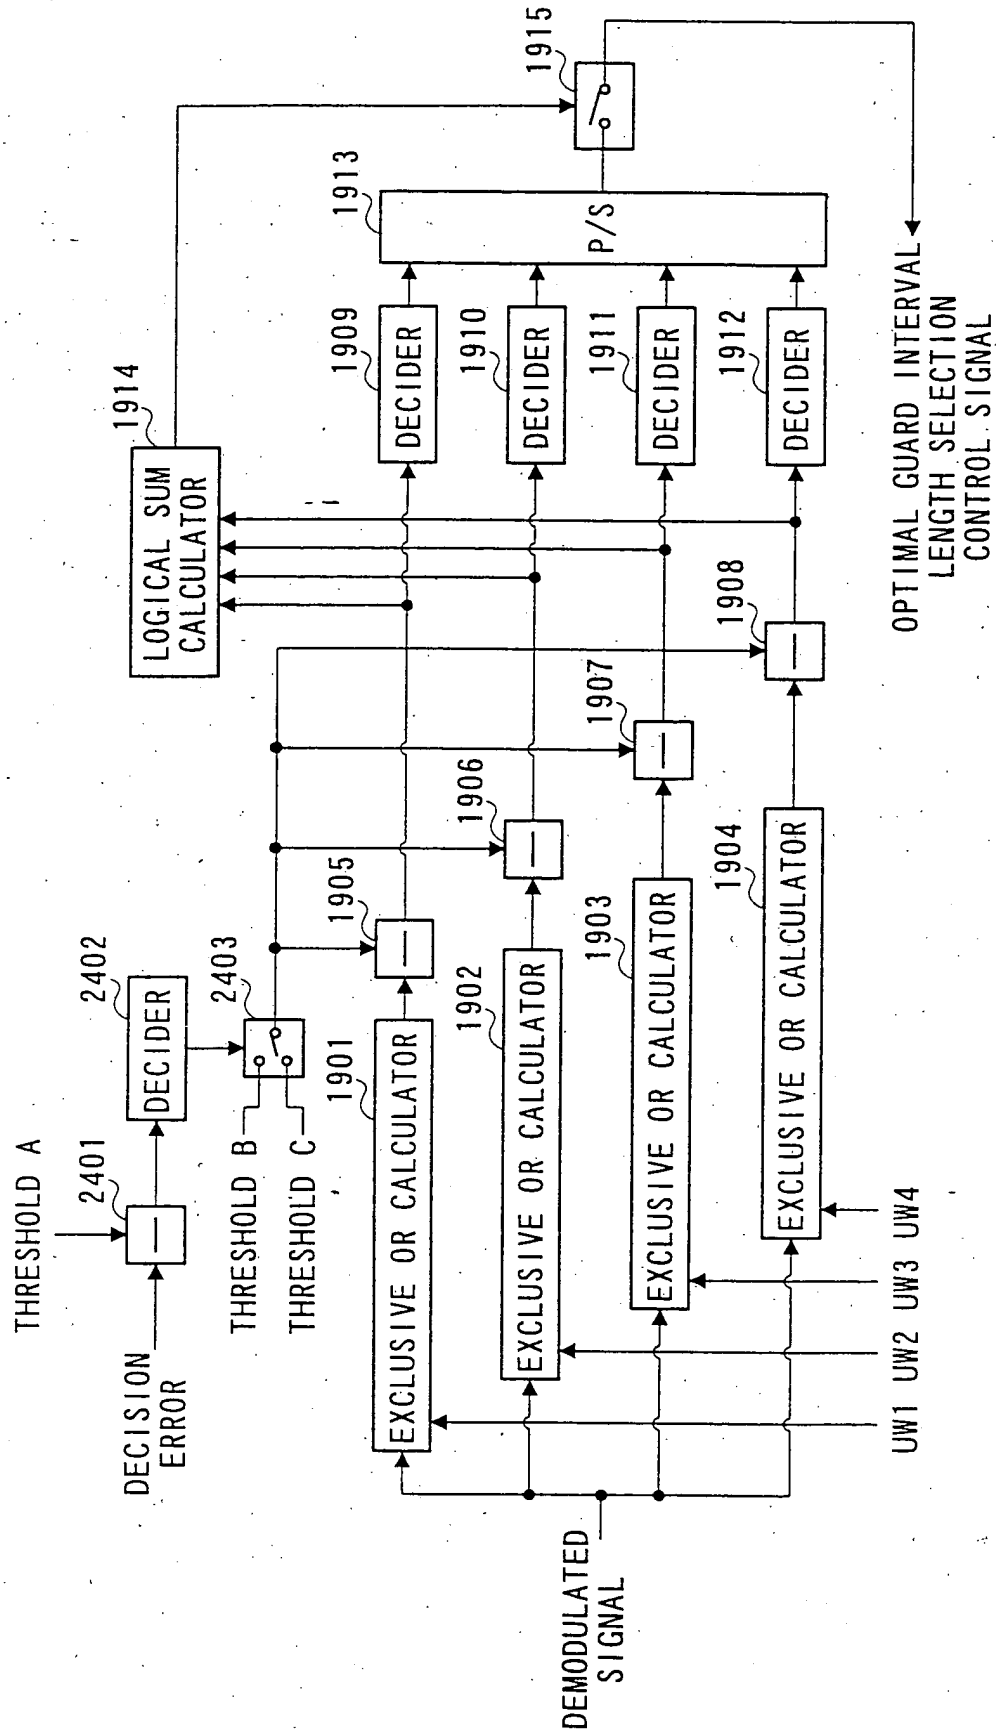 THRESHOLD A
2401
DECISION
ERROR
2402
DECIDER
THRESHOLD B
THRESHOLD C
2403
1914
LOGICAL SUM
CALCULATOR
1901
EXCLUSIVE OR CALCULATOR
1905
1909
DECIDER
1902
EXCLUSIVE OR CALCULATOR
1906
1910
DECIDER
1903
EXCLUSIVE OR CALCULATOR
1907
1911
DECIDER
1904
EXCLUSIVE OR CALCULATOR
1908
1912
DECIDER
1913
P/S
1915
DEMODULATED
SIGNAL
UW1
UW2
UW3
UW4
OPTIMAL GUARD INTERVAL
LENGTH SELECTION
CONTROL SIGNAL